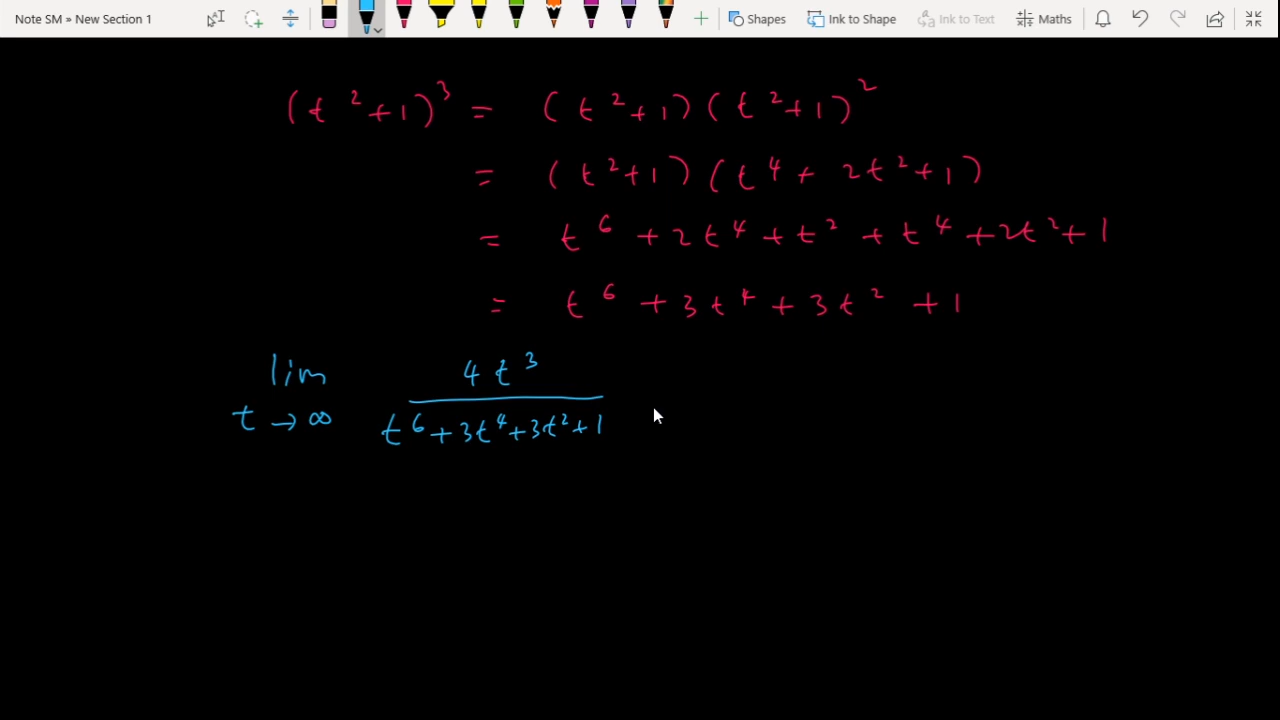 Note SM » New Section 1 Shapes Ink to Shape Ink to Text Maths
(t²+1)³ = (t²+1)(t²+1)²
= (t²+1)(t⁴+2t²+1)
= t⁶+2t⁴+t²+t⁴+2t²+1
= t⁶+3t⁴+3t²+1
lim 4t³
t→∞ t⁶+3t⁴+3t²+1